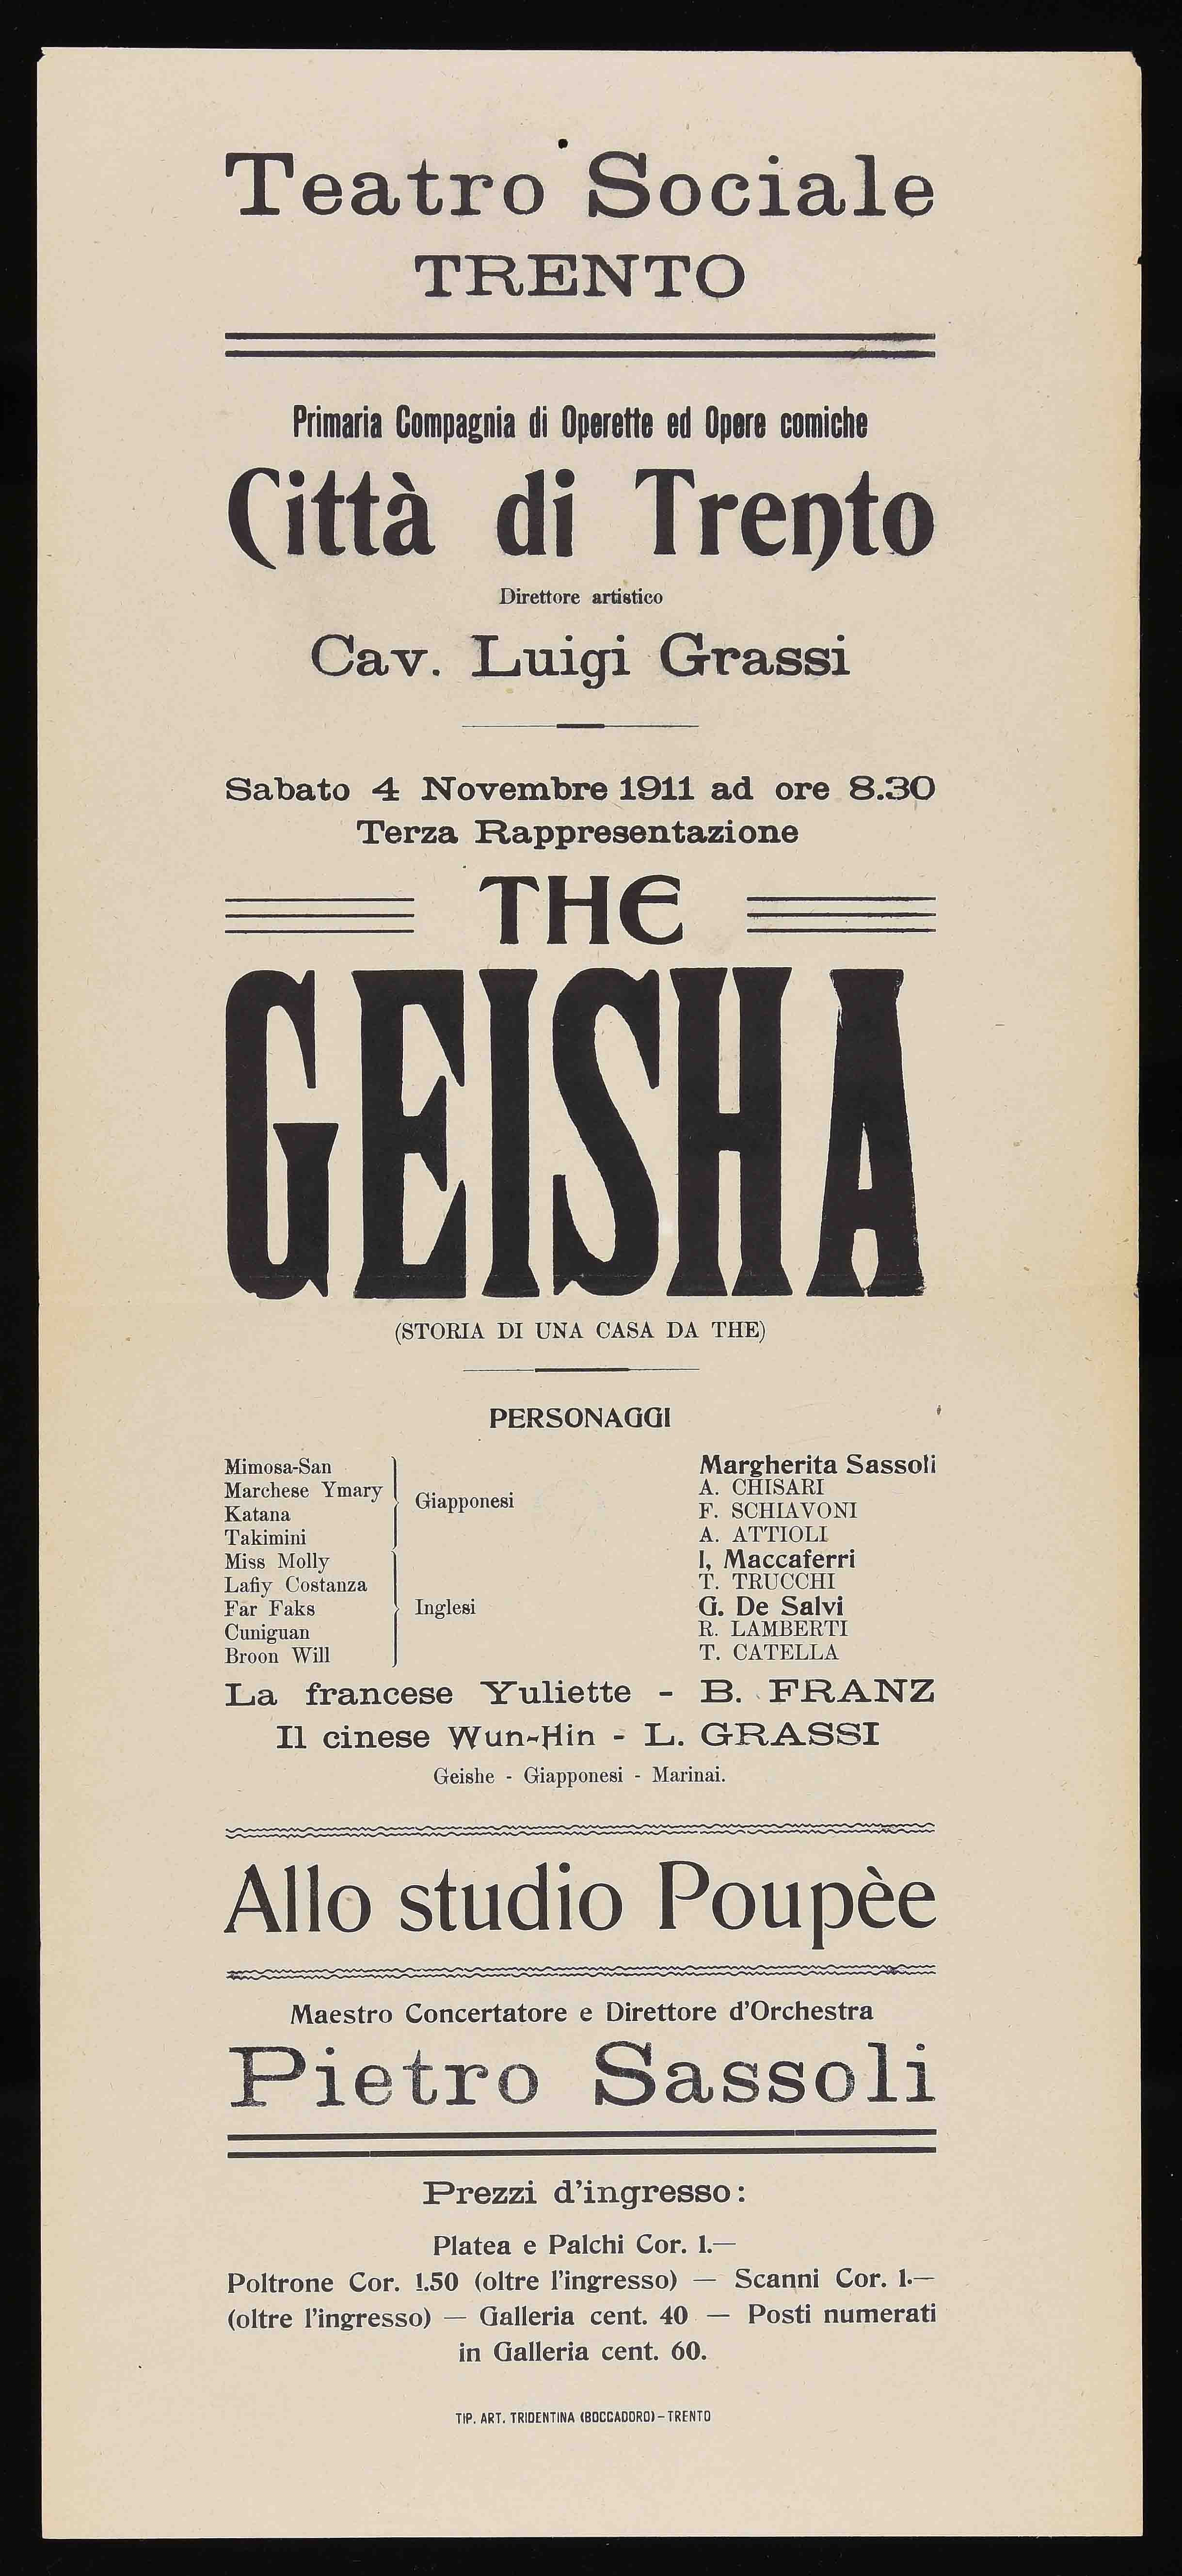 Teatro Sociale
TRENTO
Primaria Compagnia di Operette ed Opere comiche
Città di Trento
Direttore artistico
Cav. Luigi Grassi
Sabato 4 Novembre 1911 ad ore 8.30
Terza Rappresentazione
THE
GEISHA
(STORIA DI UNA CASA DA THE)
PERSONAGGI
Mimosa-San Margherita Sassoli
Marchese Ymary A. CHISARI
Giapponesi
Katana F. SCHIAVONI
Takimini A. ATTIOLI
Miss Molly I, Maccaferri
Lafiy Costanza T. TRUCCHI
Far Faks Inglesi G. De Salvi
Cuniguan R. LAMBERTI
Broon Will T. CATELLA
La francese Yuliette - B. FRANZ
Il cinese Wun-Hin - L. GRASSI
Geishe - Giapponesi - Marinai.
Allo studio Poupèe
Maestro Concertatore e Direttore d'Orchestra
Pietro Sassoli
Prezzi d'ingresso:
Platea e Palchi Cor. 1.—
Poltrone Cor. 1.50 (oltre l'ingresso) — Scanni Cor. 1.—
(oltre l'ingresso) — Galleria cent. 40 — Posti numerati
in Galleria cent. 60.
TIP. ART. TRIDENTINA (BOCCADORO) - TRENTO